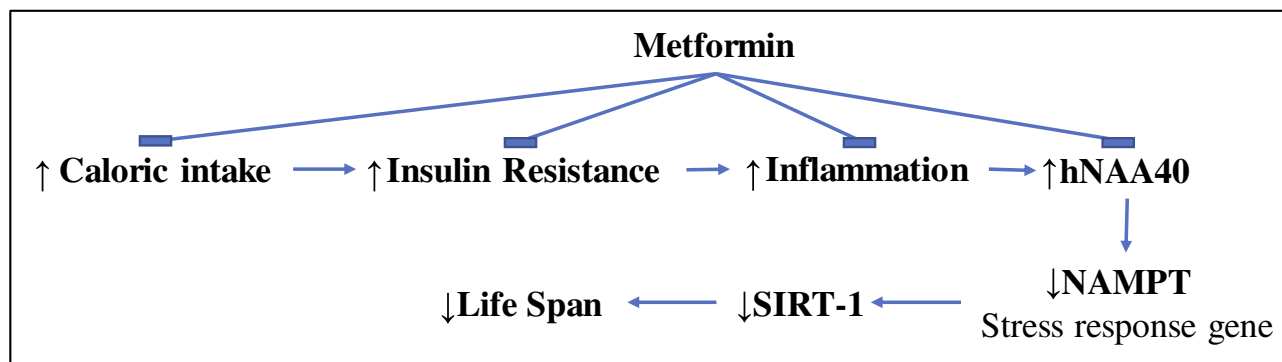 Metformin
↑ Caloric intake ↑Insulin Resistance ↑Inflammation ↑hNAA40
↓Life Span ↓SIRT-1 ↓NAMPT
Stress response gene